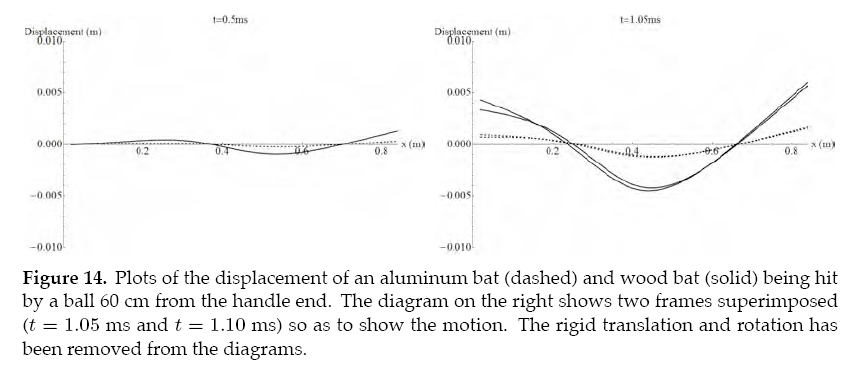 t=0.5ms
Displacement (m)
0.010
0.005
0.000
-0.005
-0.010
0.2
0.4
0.6
0.8
x (m)
t=1.05ms
Displacement (m)
0.010
0.005
0.000
-0.005
-0.010
0.2
0.4
0.6
0.8
x (m)
Figure 14. Plots of the displacement of an aluminum bat (dashed) and wood bat (solid) being hit
by a ball 60 cm from the handle end. The diagram on the right shows two frames superimposed
(t = 1.05 ms and t = 1.10 ms) so as to show the motion. The rigid translation and rotation has
been removed from the diagrams.